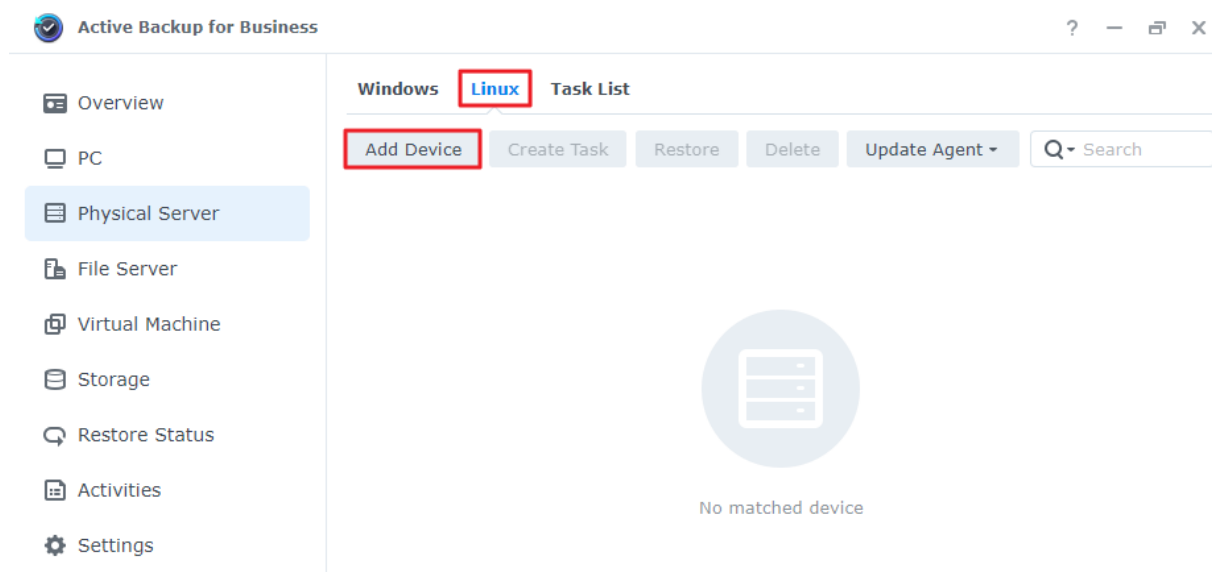 Active Backup for Business
?
Overview
PC
Physical Server
File Server
Virtual Machine
Storage
Restore Status
Activities
Settings
Windows Linux Task List
Add Device Create Task Restore Delete Update Agent Search
No matched device